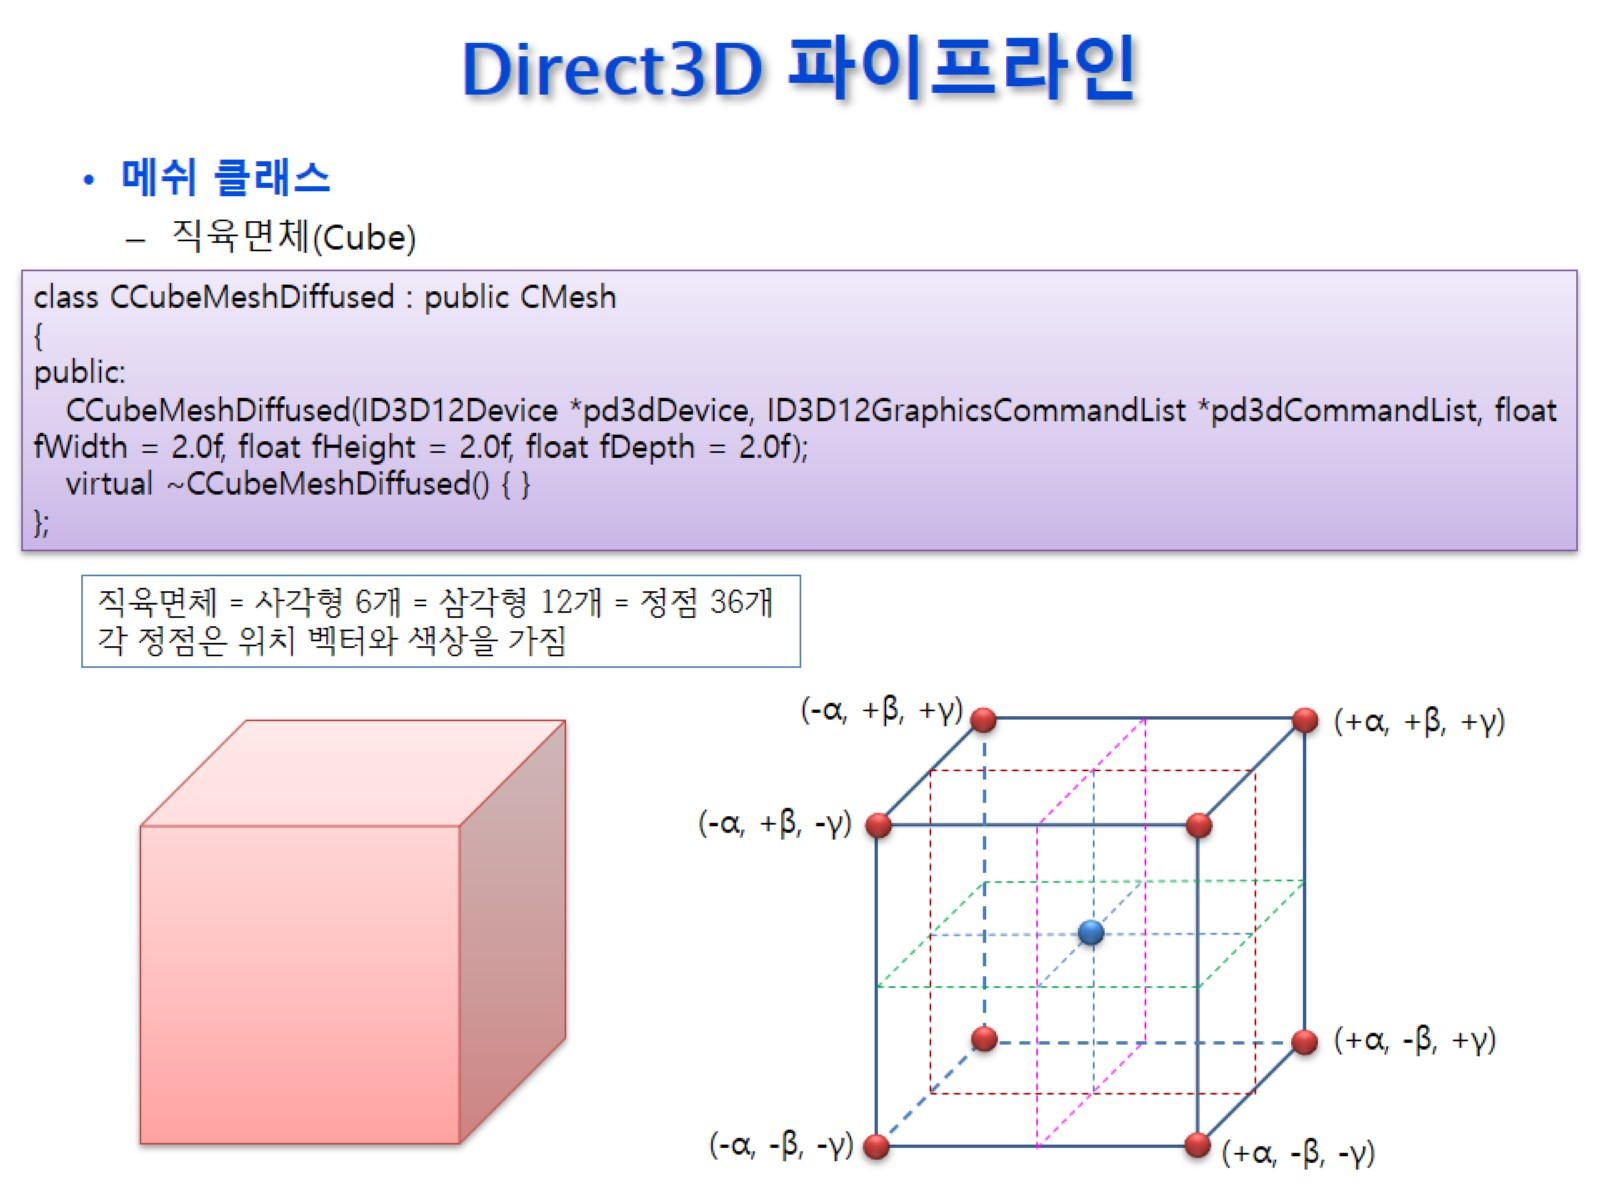 Direct3D 파이프라인
• 메쉬 클래스
– 직육면체(Cube)
class CCubeMeshDiffused : public CMesh
{
public:
CCubeMeshDiffused(ID3D12Device *pd3dDevice, ID3D12GraphicsCommandList *pd3dCommandList, float
fWidth = 2.0f, float fHeight = 2.0f, float fDepth = 2.0f);
virtual ~CCubeMeshDiffused() { }
};
직육면체 = 사각형 6개 = 삼각형 12개 = 정점 36개
각 정점은 위치 벡터와 색상을 가짐
(-α, +β, +γ)
(+α, +β, +γ)
(-α, +β, -γ)
(+α, -β, +γ)
(-α, -β, -γ)
(+α, -β, -γ)